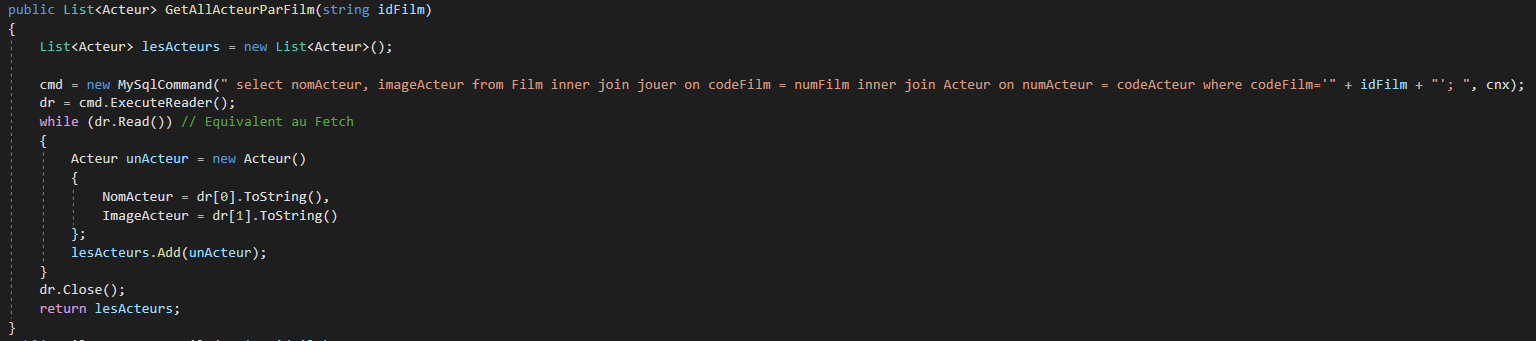 public List<Acteur> GetAllActeurParFilm(string idFilm)
{
List<Acteur> lesActeurs = new List<Acteur>();
cmd = new MySqlCommand(" select nomActeur, imageActeur from Film inner join jouer on codeFilm = numFilm inner join Acteur on numActeur = codeActeur where codeFilm='" + idFilm + "'; ", cnx);
dr = cmd.ExecuteReader();
while (dr.Read()) // Equivalent au Fetch
{
Acteur unActeur = new Acteur()
{
NomActeur = dr[0].ToString(),
ImageActeur = dr[1].ToString()
};
lesActeurs.Add(unActeur);
}
dr.Close();
return lesActeurs;
}